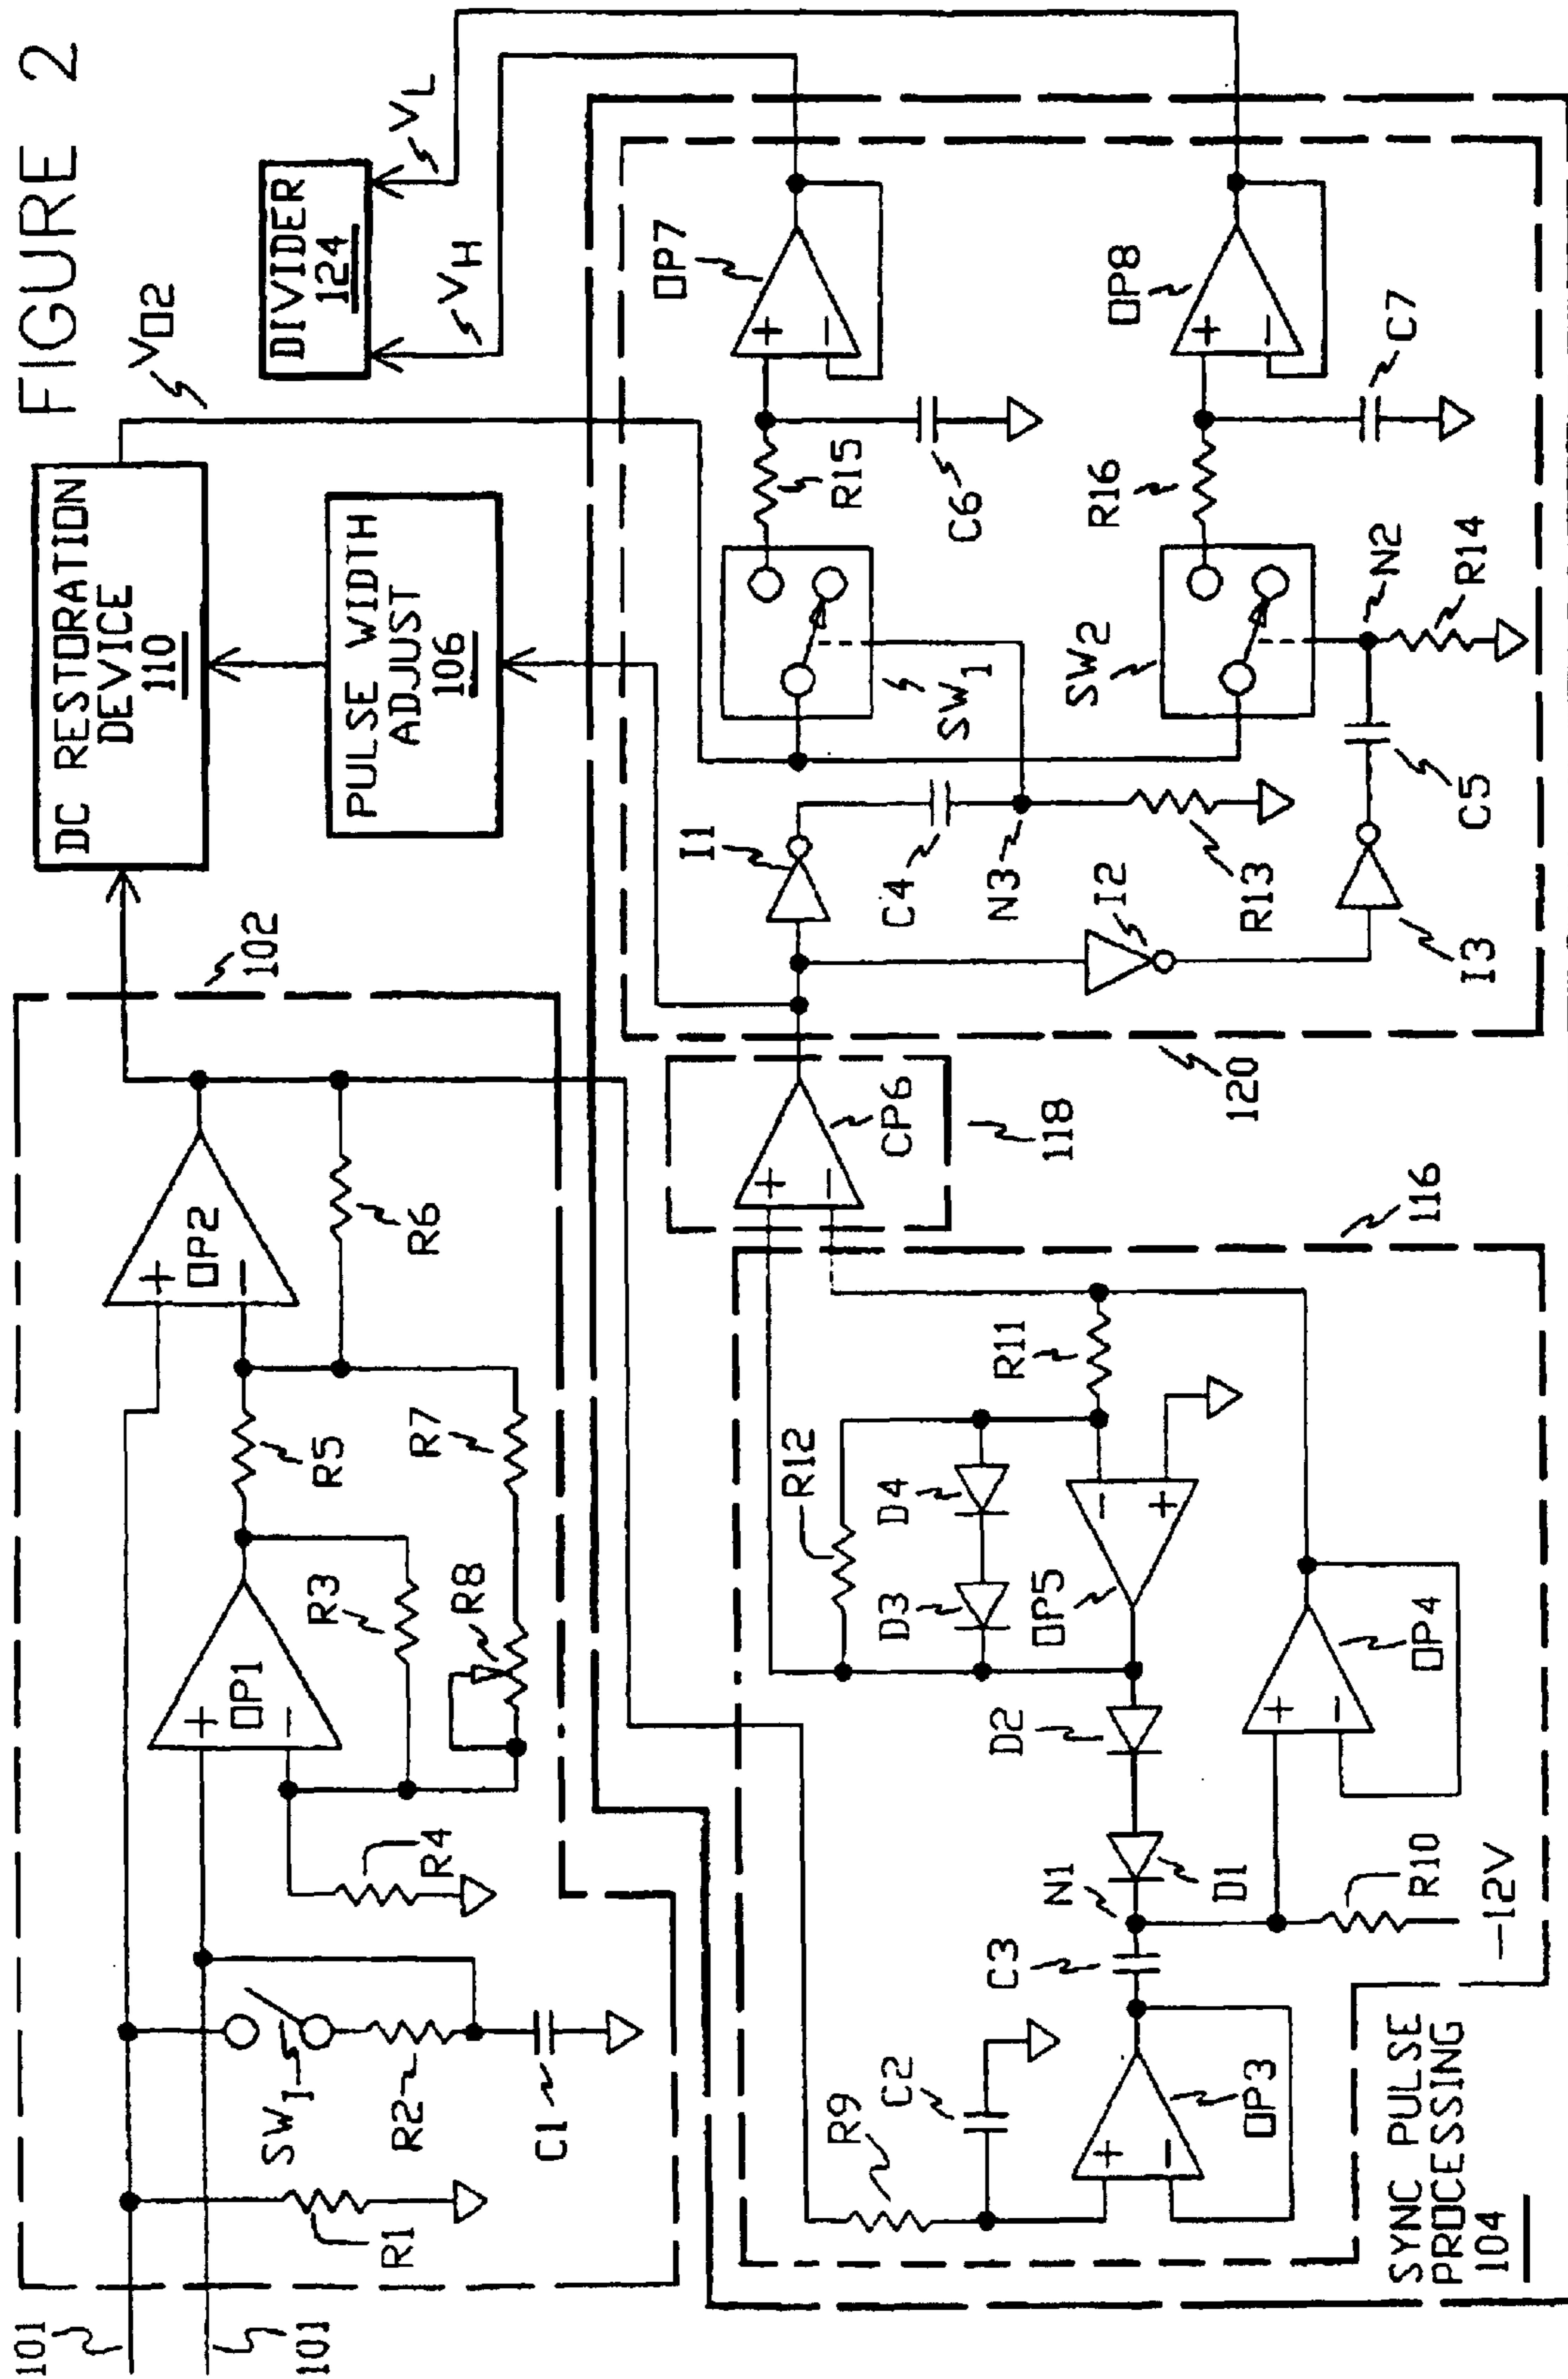 FIGURE 2
101
101
R1
SW1
R2
C1
R4
OP1
R3
R8
R5
R7
OP2
R6
102
DC RESTORATION
DEVICE
110
PULSE WIDTH
ADJUST
106
VO2
DIVIDER
124
VH
VL
SYNC PULSE
PROCESSING
104
R9
C2
OP3
C3
N1
D1
D2
R10
-12V
OP4
OP5
D3
D4
R12
R11
116
CP6
118
120
I1
C4
N3
R13
I2
I3
C5
SW1
SW2
N2
R14
R15
C6
R16
C7
OP7
OP8